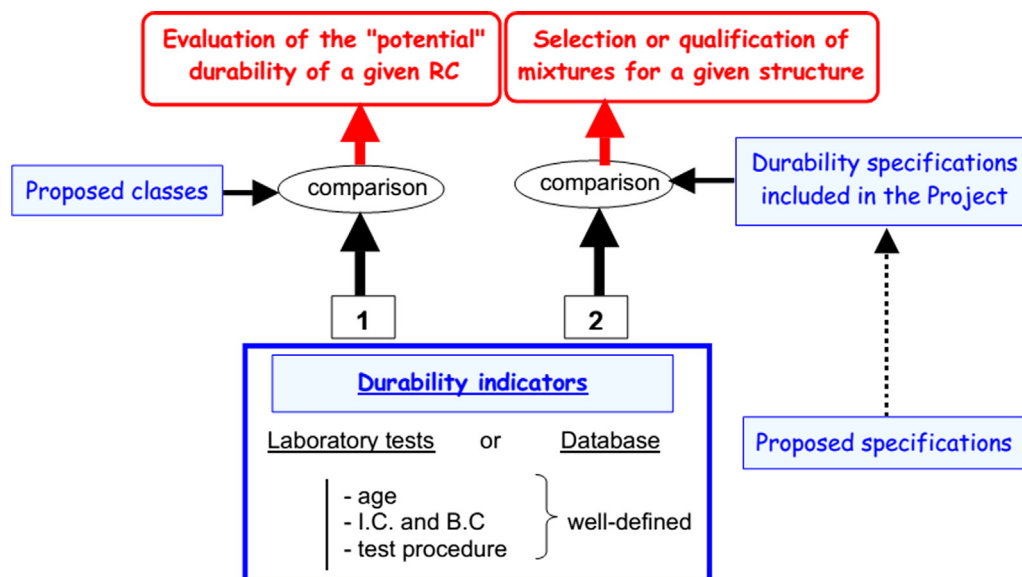 Evaluation of the "potential"
durability of a given RC
Selection or qualification of
mixtures for a given structure
Proposed classes
comparison
comparison
Durability specifications
included in the Project
1
2
Durability indicators
Laboratory tests or Database
- age
- I.C. and B.C
- test procedure
well-defined
Proposed specifications